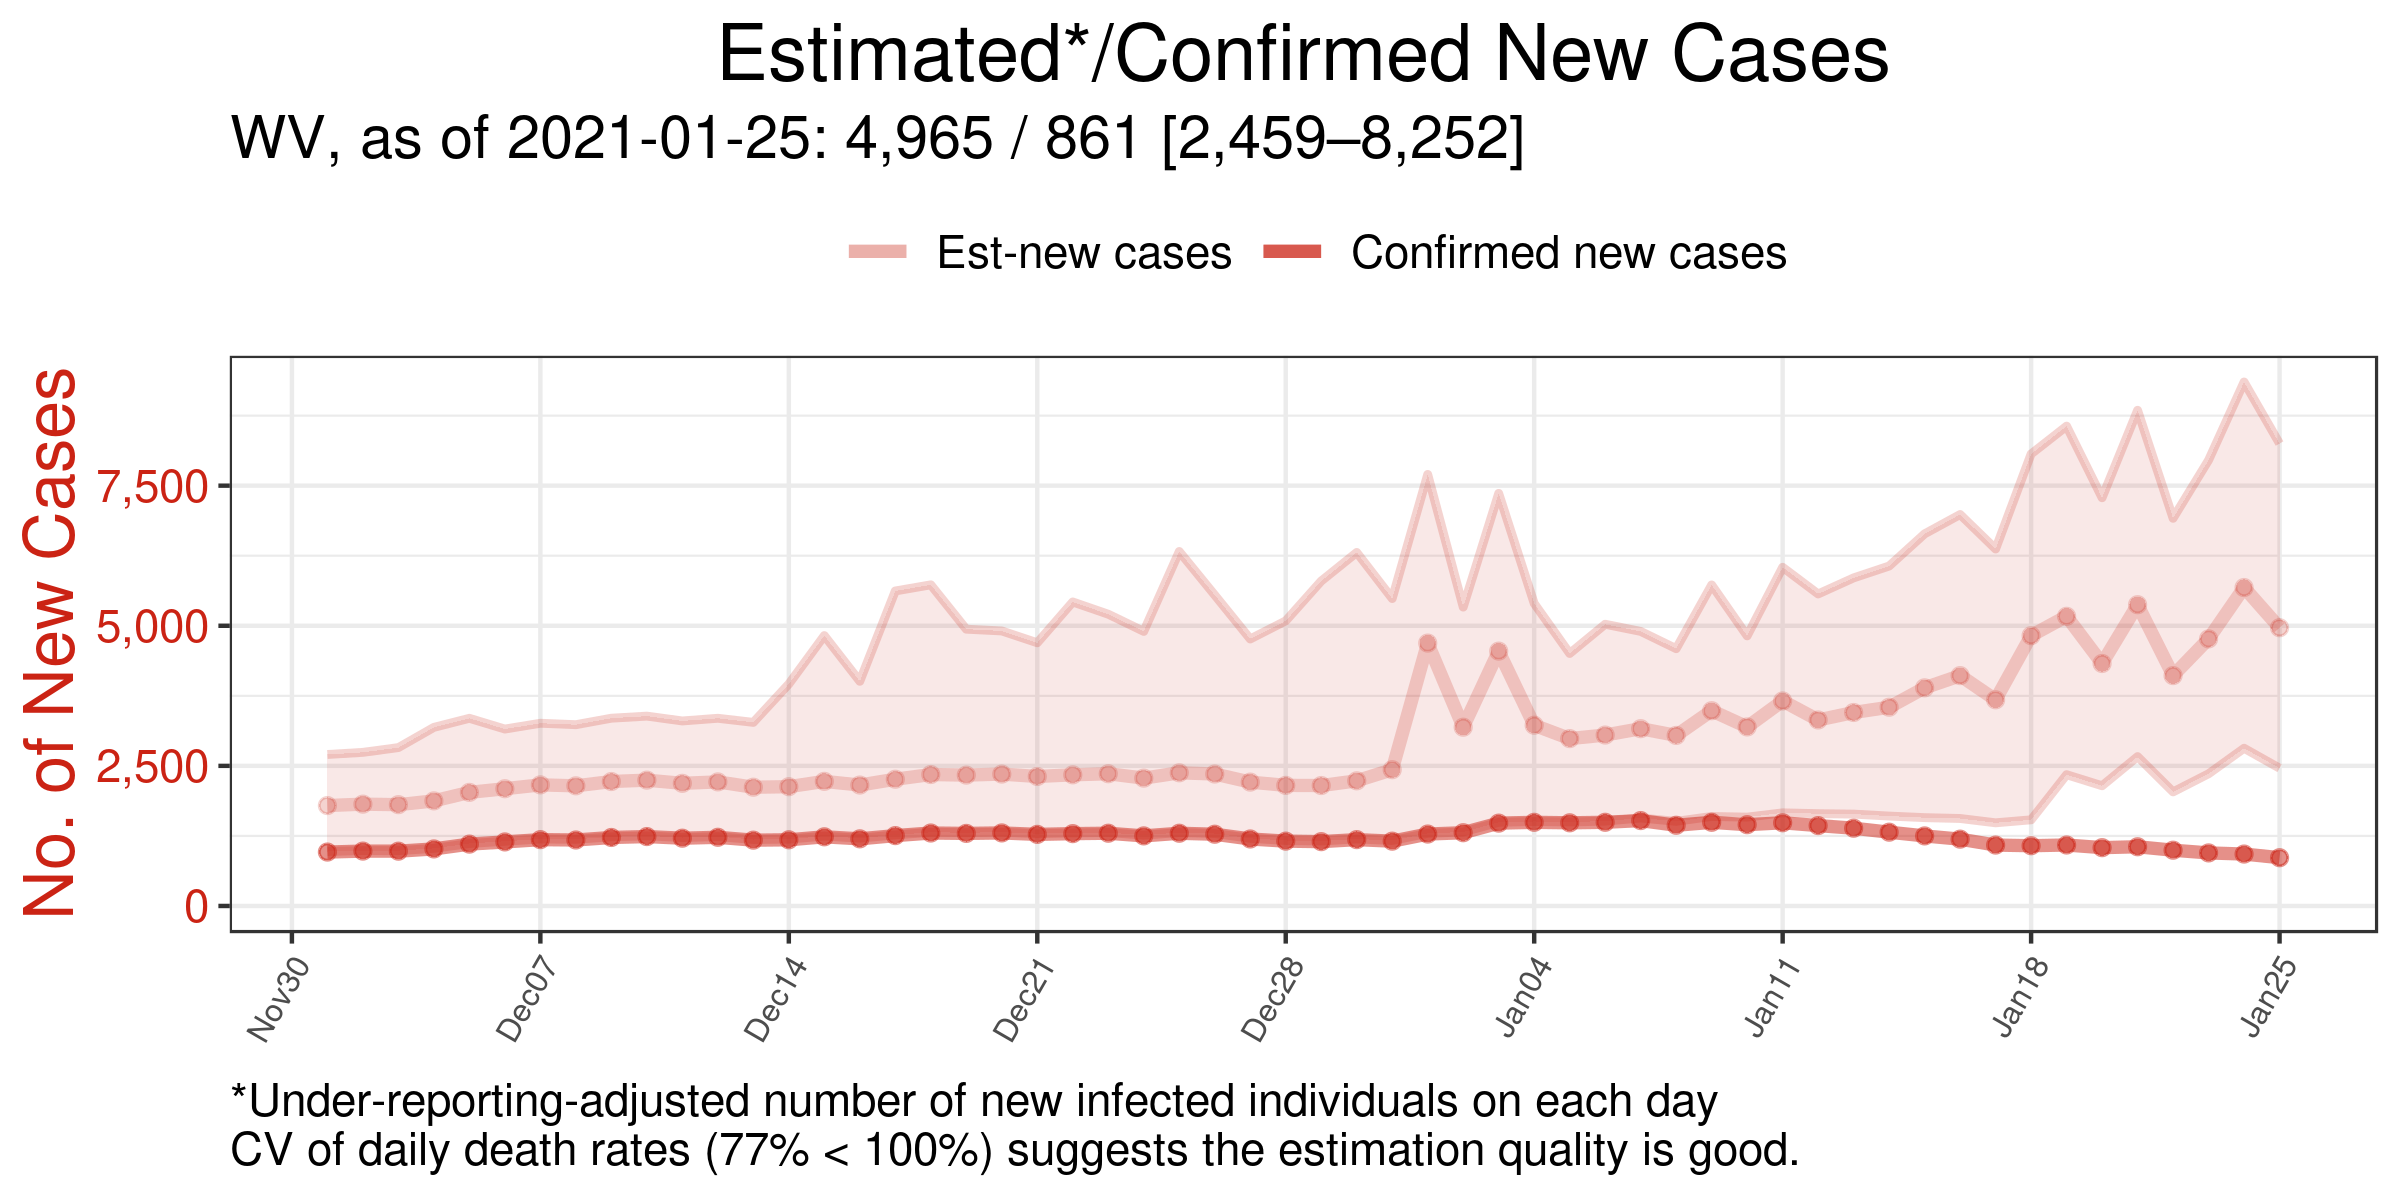 Estimated*/Confirmed New Cases
WV, as of 2021-01-25: 4,965 / 861 [2,459–8,252]
Est-new cases
Confirmed new cases
No. of New Cases
7,500
5,000
2,500
0
Nov30
Dec07
Dec14
Dec21
Dec28
Jan04
Jan11
Jan18
Jan25
*Under-reporting-adjusted number of new infected individuals on each day
CV of daily death rates (77% < 100%) suggests the estimation quality is good.